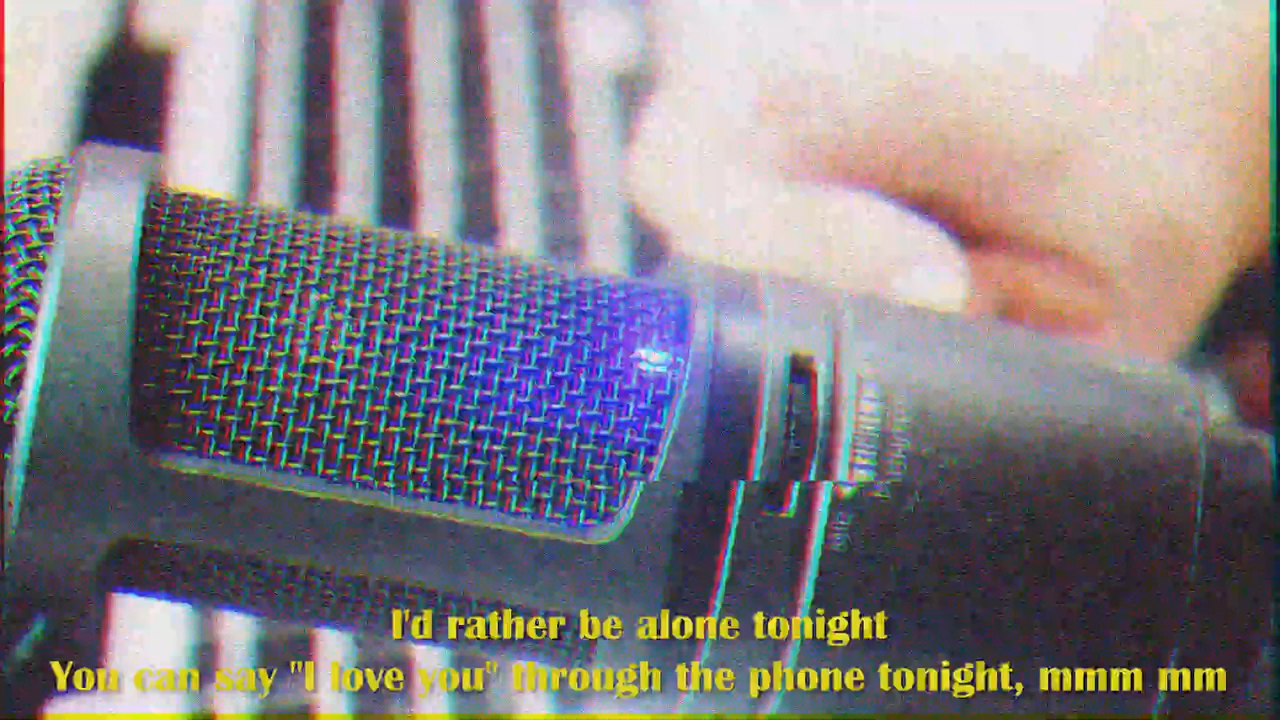 I'd rather be alone tonight
You can say "I love you" through the phone tonight, mmm mm